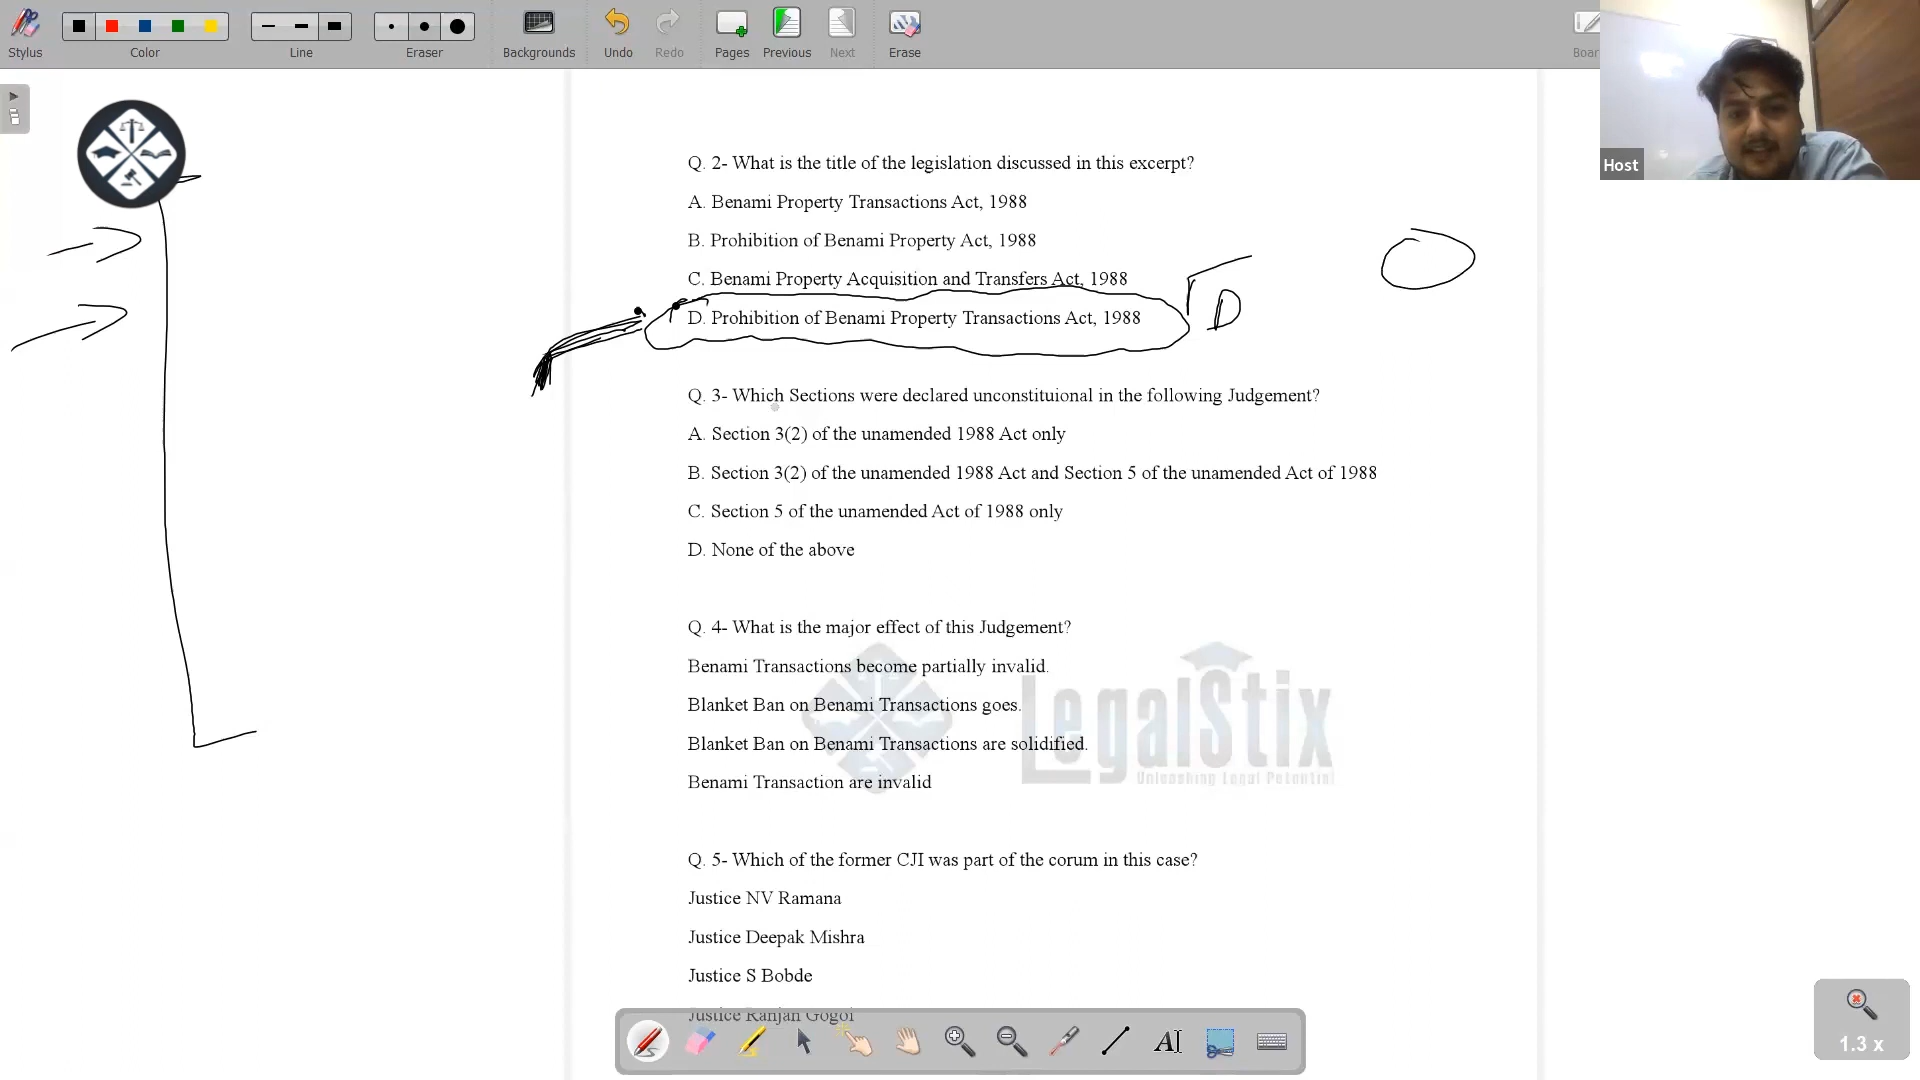 Stylus
Color
Line
Eraser
Backgrounds
Undo
Redo
Pages
Previous
Next
Erase
Boar
Host
Q. 2- What is the title of the legislation discussed in this excerpt?
A. Benami Property Transactions Act, 1988
B. Prohibition of Benami Property Act, 1988
C. Benami Property Acquisition and Transfers Act, 1988
D. Prohibition of Benami Property Transactions Act, 1988
D
Q. 3- Which Sections were declared unconstituional in the following Judgement?
A. Section 3(2) of the unamended 1988 Act only
B. Section 3(2) of the unamended 1988 Act and Section 5 of the unamended Act of 1988
C. Section 5 of the unamended Act of 1988 only
D. None of the above
Q. 4- What is the major effect of this Judgement?
Benami Transactions become partially invalid.
Blanket Ban on Benami Transactions goes.
Blanket Ban on Benami Transactions are solidified.
Benami Transaction are invalid
LegalStix
Unleashing Legal Potential
Q. 5- Which of the former CJI was part of the corum in this case?
Justice NV Ramana
Justice Deepak Mishra
Justice S Bobde
Justice Ranjan Gogoi
1.3 x